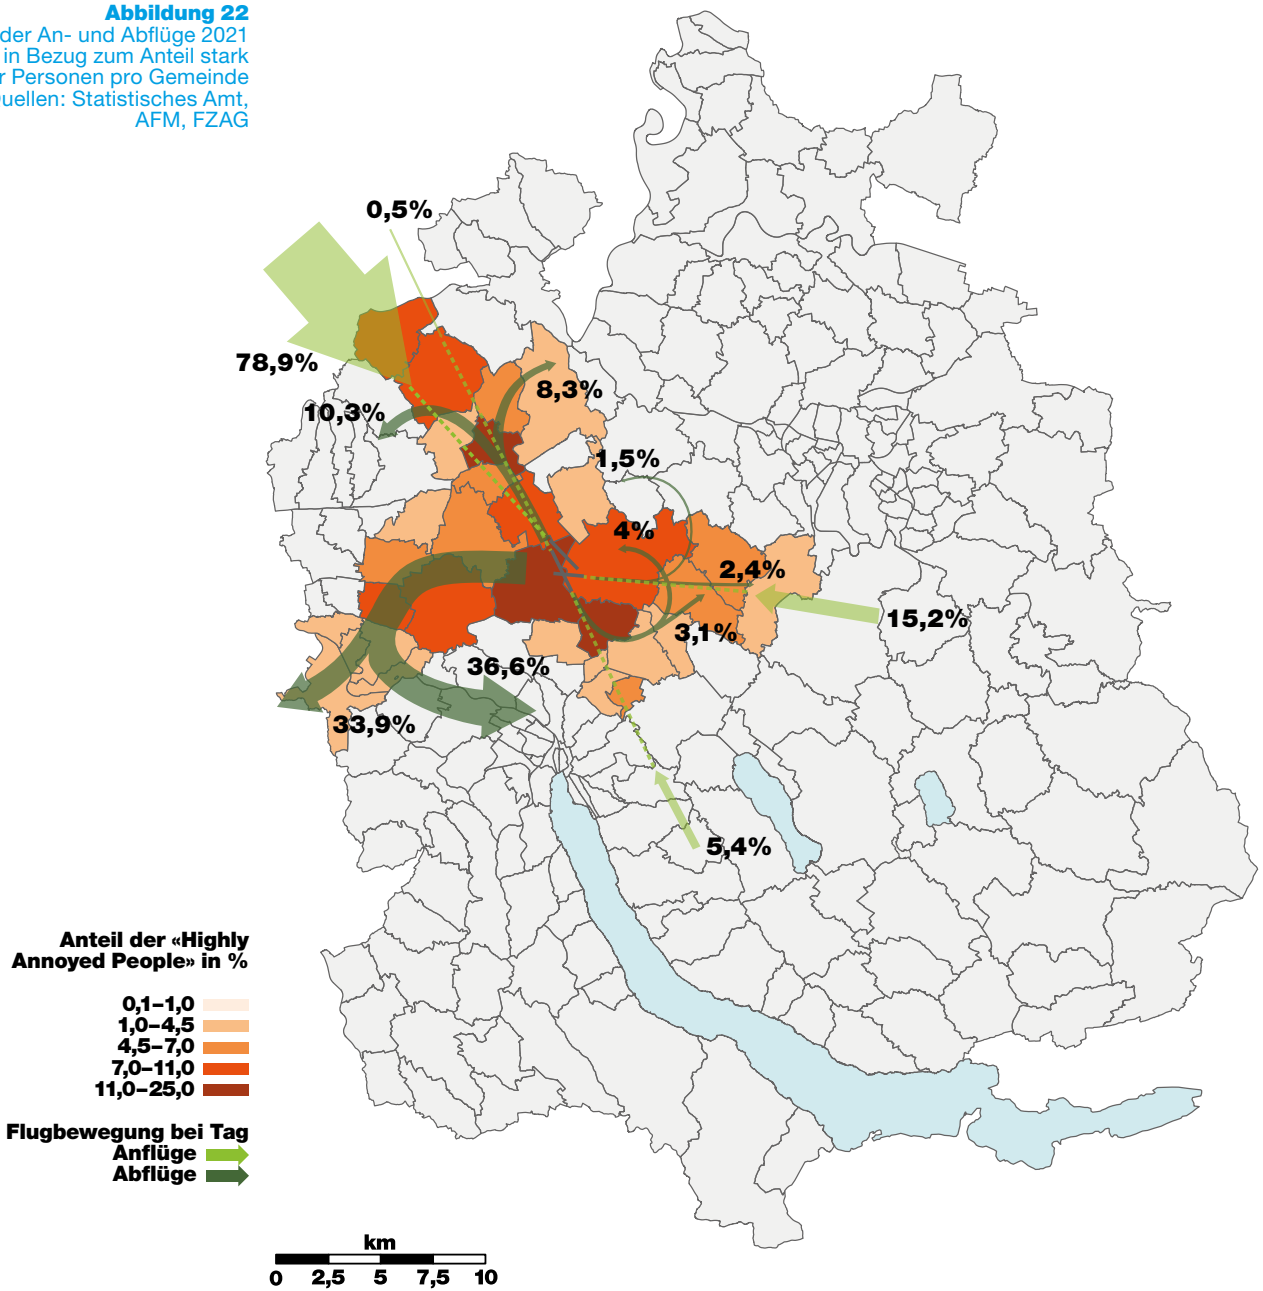 Abbildung 22
der An- und Abflüge 2021
in Bezug zum Anteil stark
Personen pro Gemeinde
Statistisches Amt,
AFM, FZAG
0,5%
78,9%
8,3%
10,3%
1,5%
4%
2,4%
15,2%
3,1%
36,6%
33,9%
5,4%
Anteil der «Highly
Annoyed People» in %
0,1–1,0
1,0–4,5
4,5–7,0
7,0–11,0
11,0–25,0
Flugbewegung bei Tag
Anflüge
Abflüge
km
0 2,5 5 7,5 10